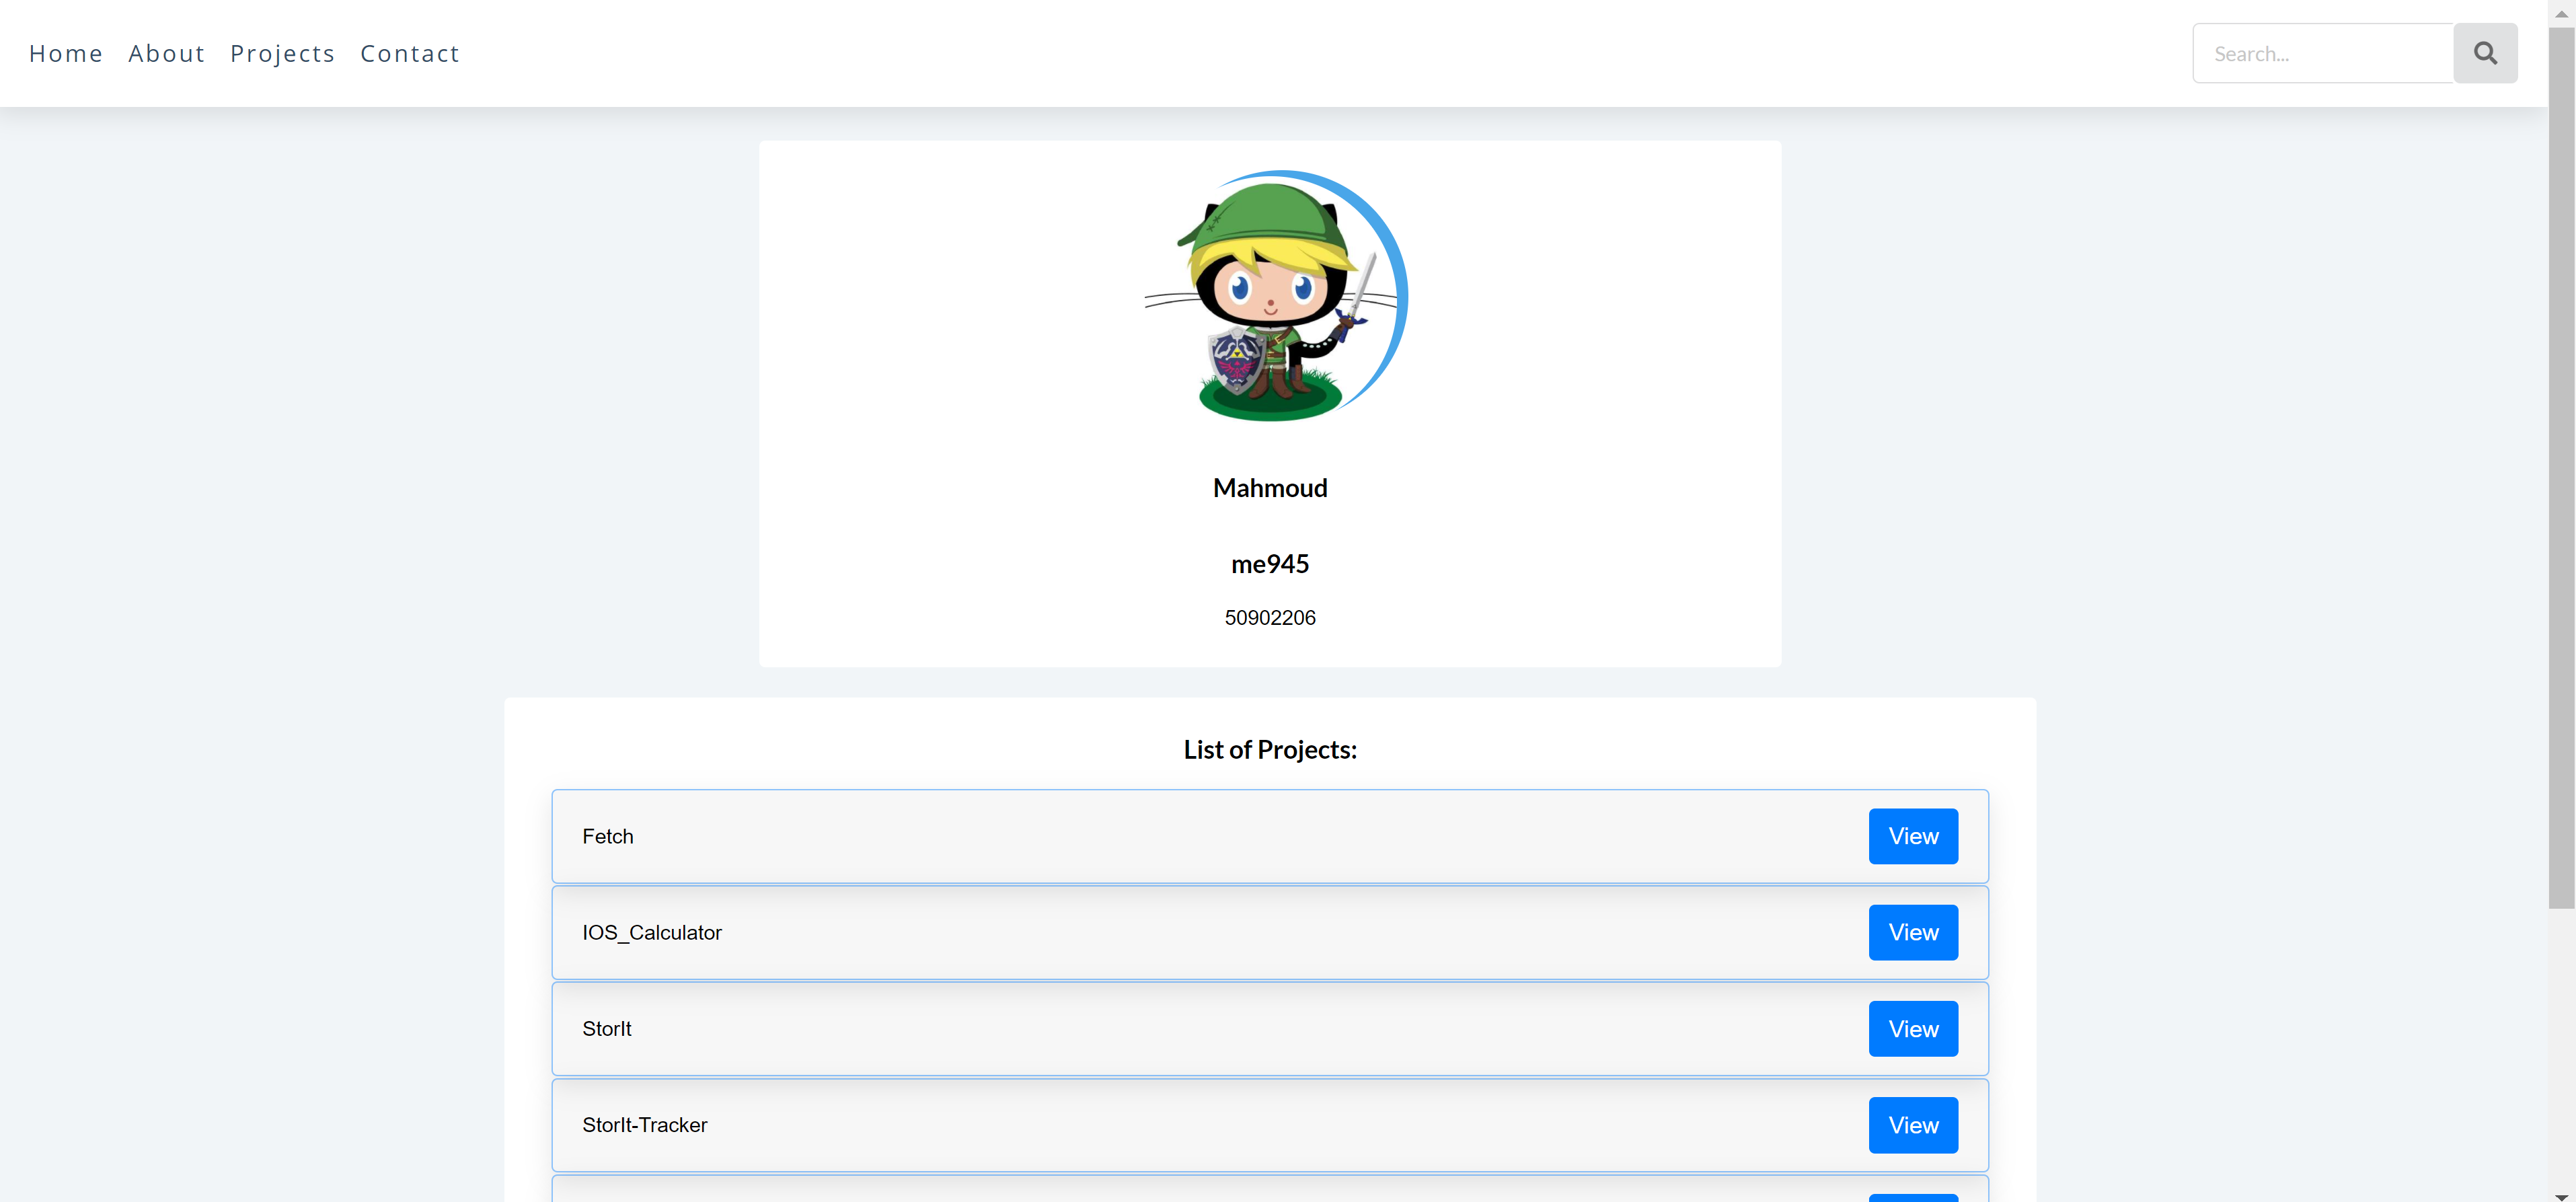 Home About Projects Contact
Search...
Mahmoud
me945
50902206
List of Projects:
Fetch View
IOS_Calculator View
StorIt View
StorIt-Tracker View